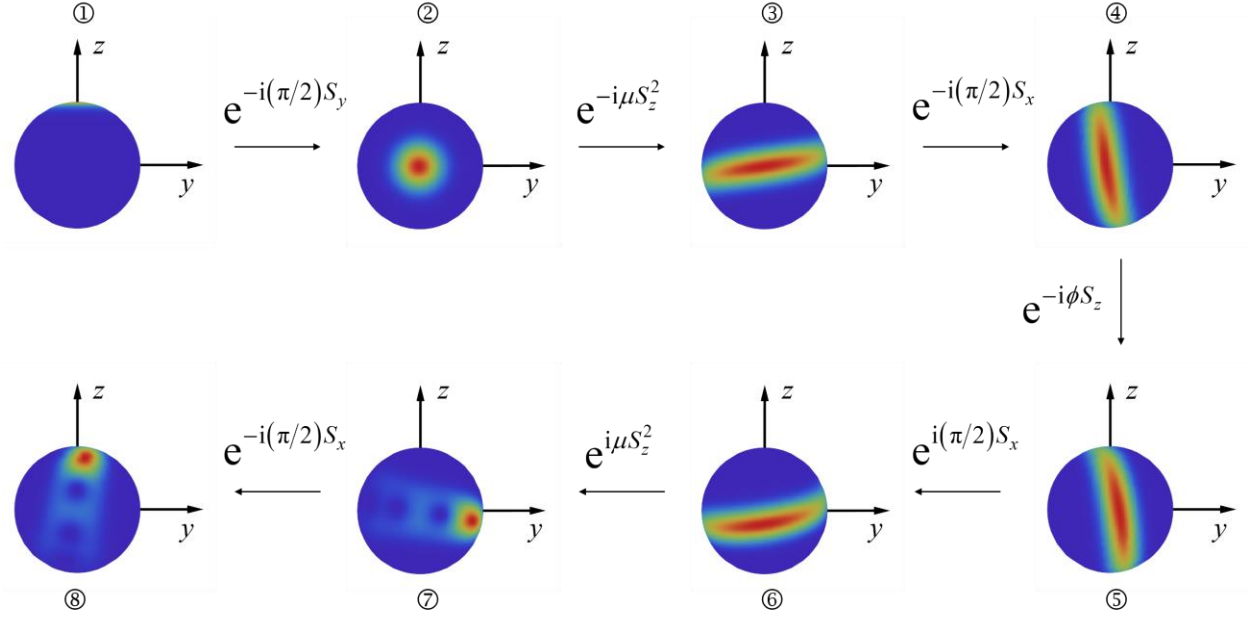 ① ② ③ ④
z z z z
e^{-i(π/2)S_y} e^{-iμS_z^2} e^{-i(π/2)S_x}
y y y y
e^{-iϕS_z}
z z z z
e^{-i(π/2)S_x} e^{iμS_z^2} e^{i(π/2)S_x}
y y y y
⑧ ⑦ ⑥ ⑤